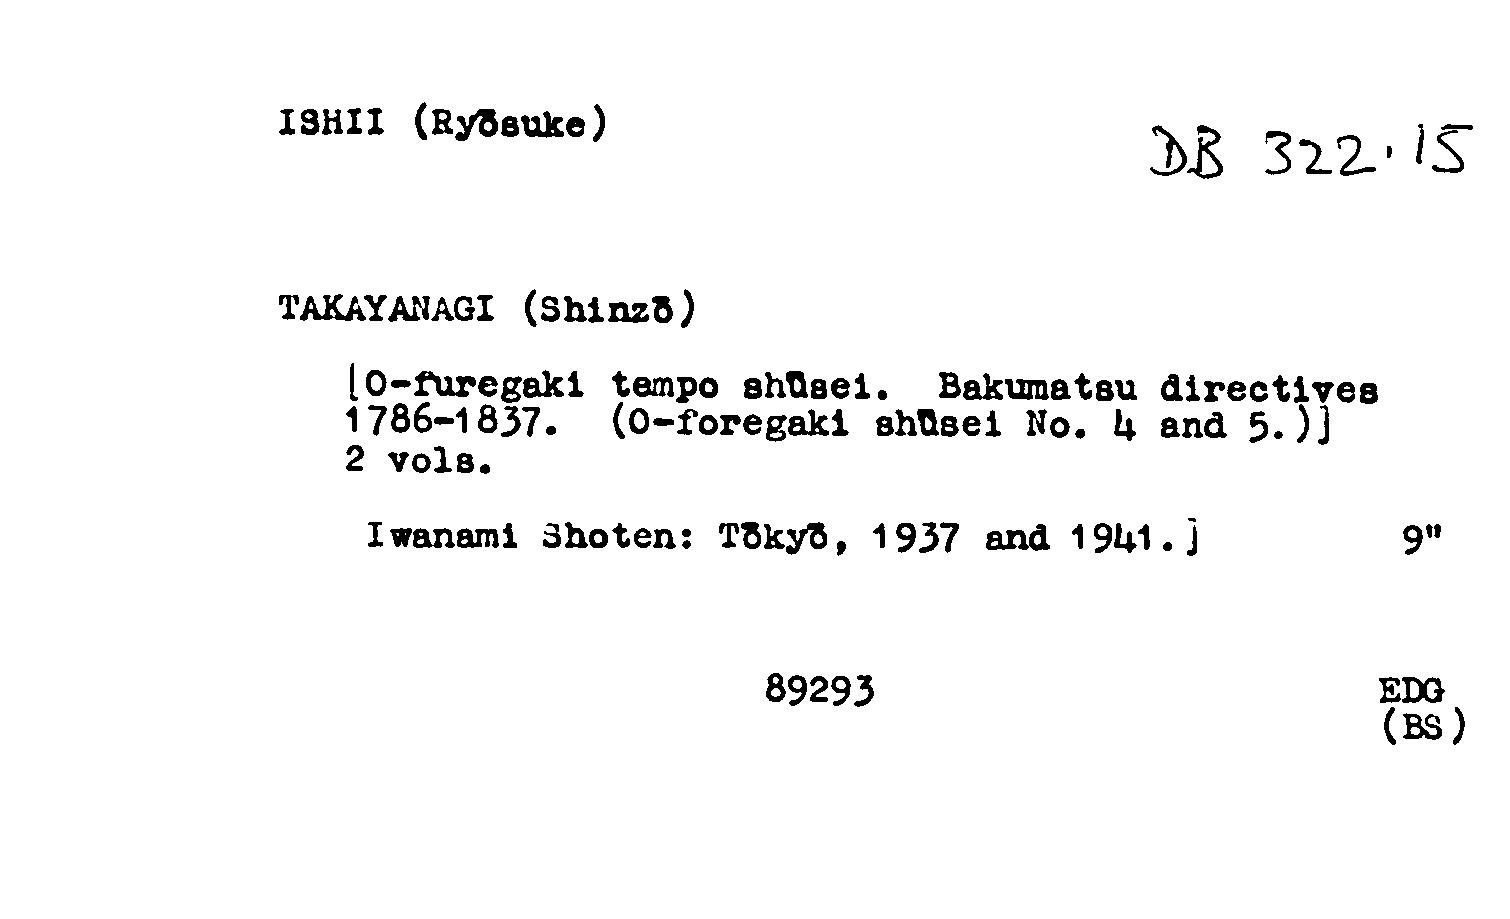 ISHII (Ryōsuke)
DB 322.15
TAKAYANAGI (Shinzō)
[O-furegaki tempo shūsei. Bakumatsu directives
1786-1837. (O-foregaki shūsei No. 4 and 5.)]
2 vols.
Iwanami Shoten: Tōkyō, 1937 and 1941.] 9"
89293 EDG
(BS)